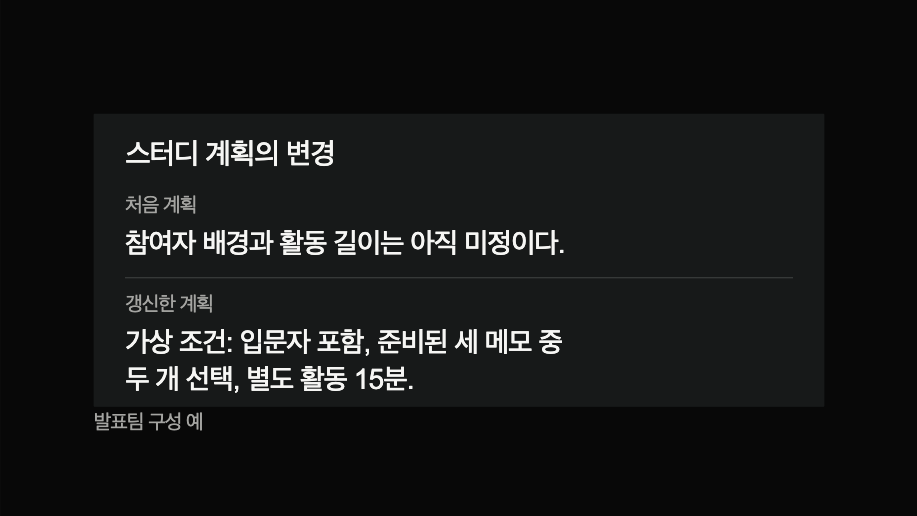 스터디 계획의 변경
처음 계획
참여자 배경과 활동 길이는 아직 미정이다.
갱신한 계획
가상 조건: 입문자 포함, 준비된 세 메모 중
두 개 선택, 별도 활동 15분.
발표팀 구성 예